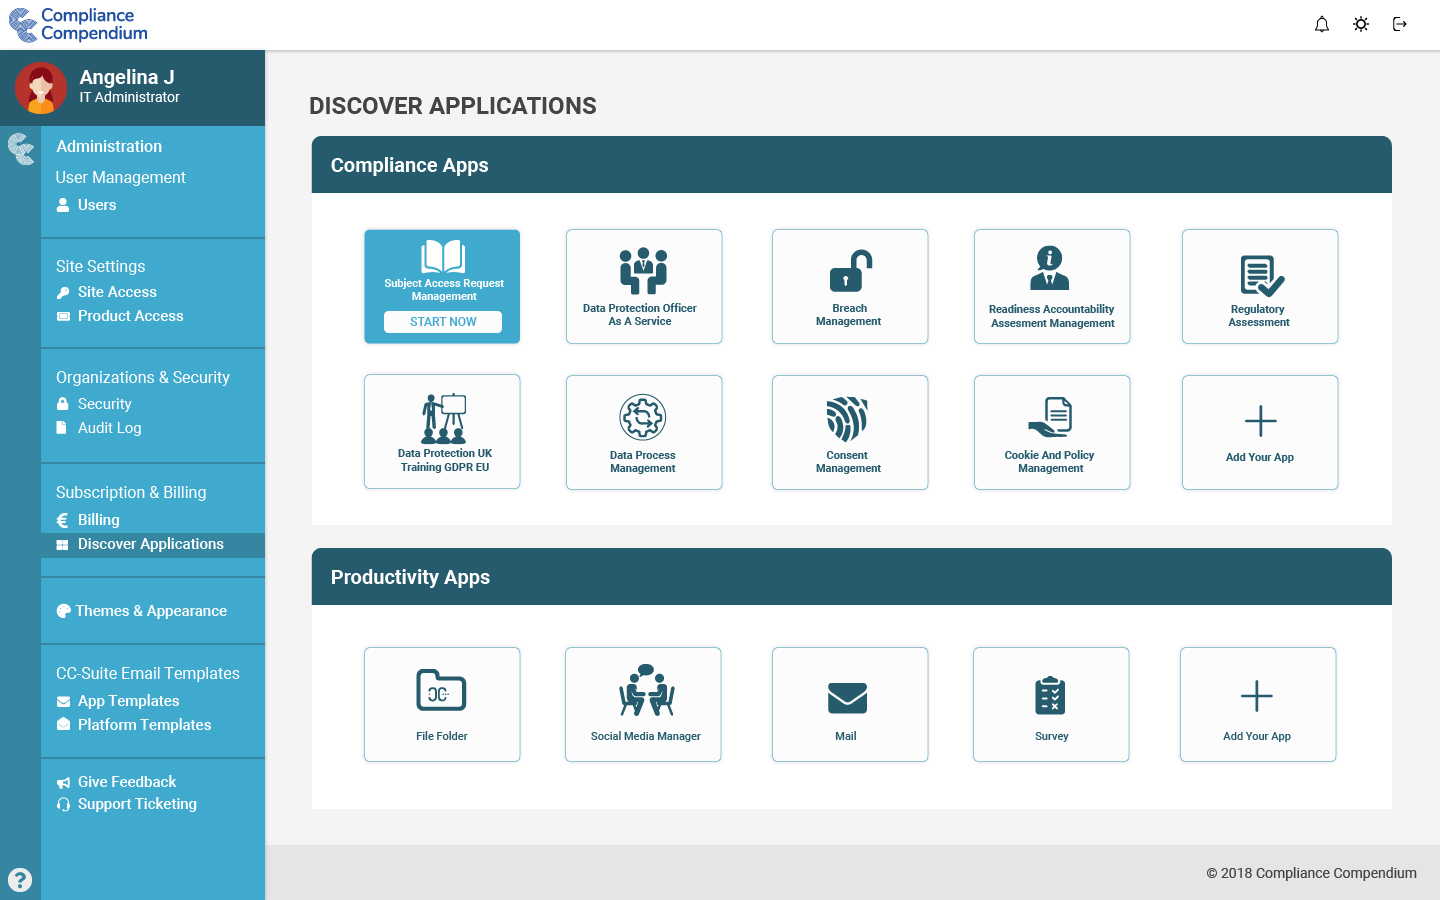 Compliance
Compendium
Angelina J
IT Administrator
Administration
User Management
Users
Site Settings
Site Access
Product Access
Organizations & Security
Security
Audit Log
Subscription & Billing
Billing
Discover Applications
Themes & Appearance
CC-Suite Email Templates
App Templates
Platform Templates
Give Feedback
Support Ticketing
DISCOVER APPLICATIONS
Compliance Apps
Subject Access Request
Management
START NOW
Data Protection Officer
As A Service
Breach
Management
Readiness Accountability
Assesment Management
Regulatory
Assessment
Data Protection UK
Training GDPR EU
Data Process
Management
Consent
Management
Cookie And Policy
Management
Add Your App
Productivity Apps
File Folder
Social Media Manager
Mail
Survey
Add Your App
© 2018 Compliance Compendium